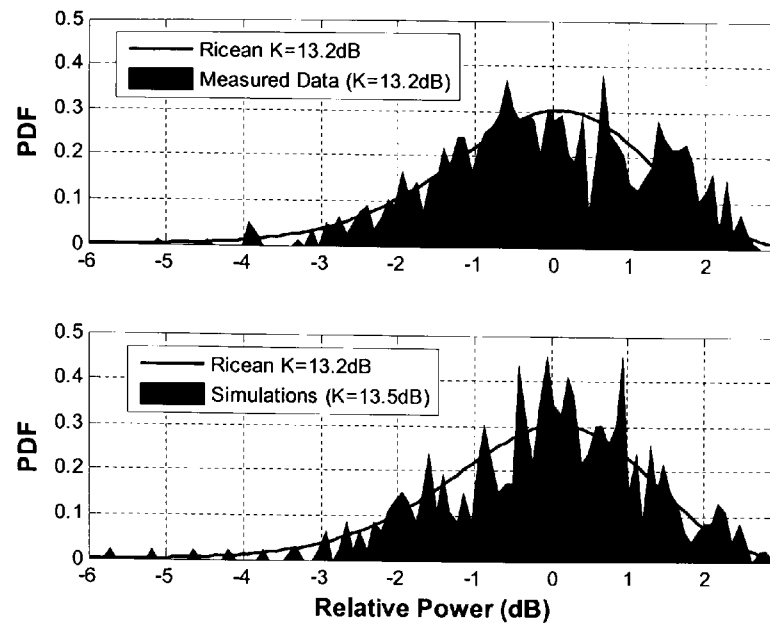 0.5
0.4
0.3
0.2
0.1
0
PDF
Ricean K=13.2dB
Measured Data (K=13.2dB)
-6 -5 -4 -3 -2 -1 0 1 2
0.5
0.4
0.3
0.2
0.1
0
PDF
Ricean K=13.2dB
Simulations (K=13.5dB)
-6 -5 -4 -3 -2 -1 0 1 2
Relative Power (dB)